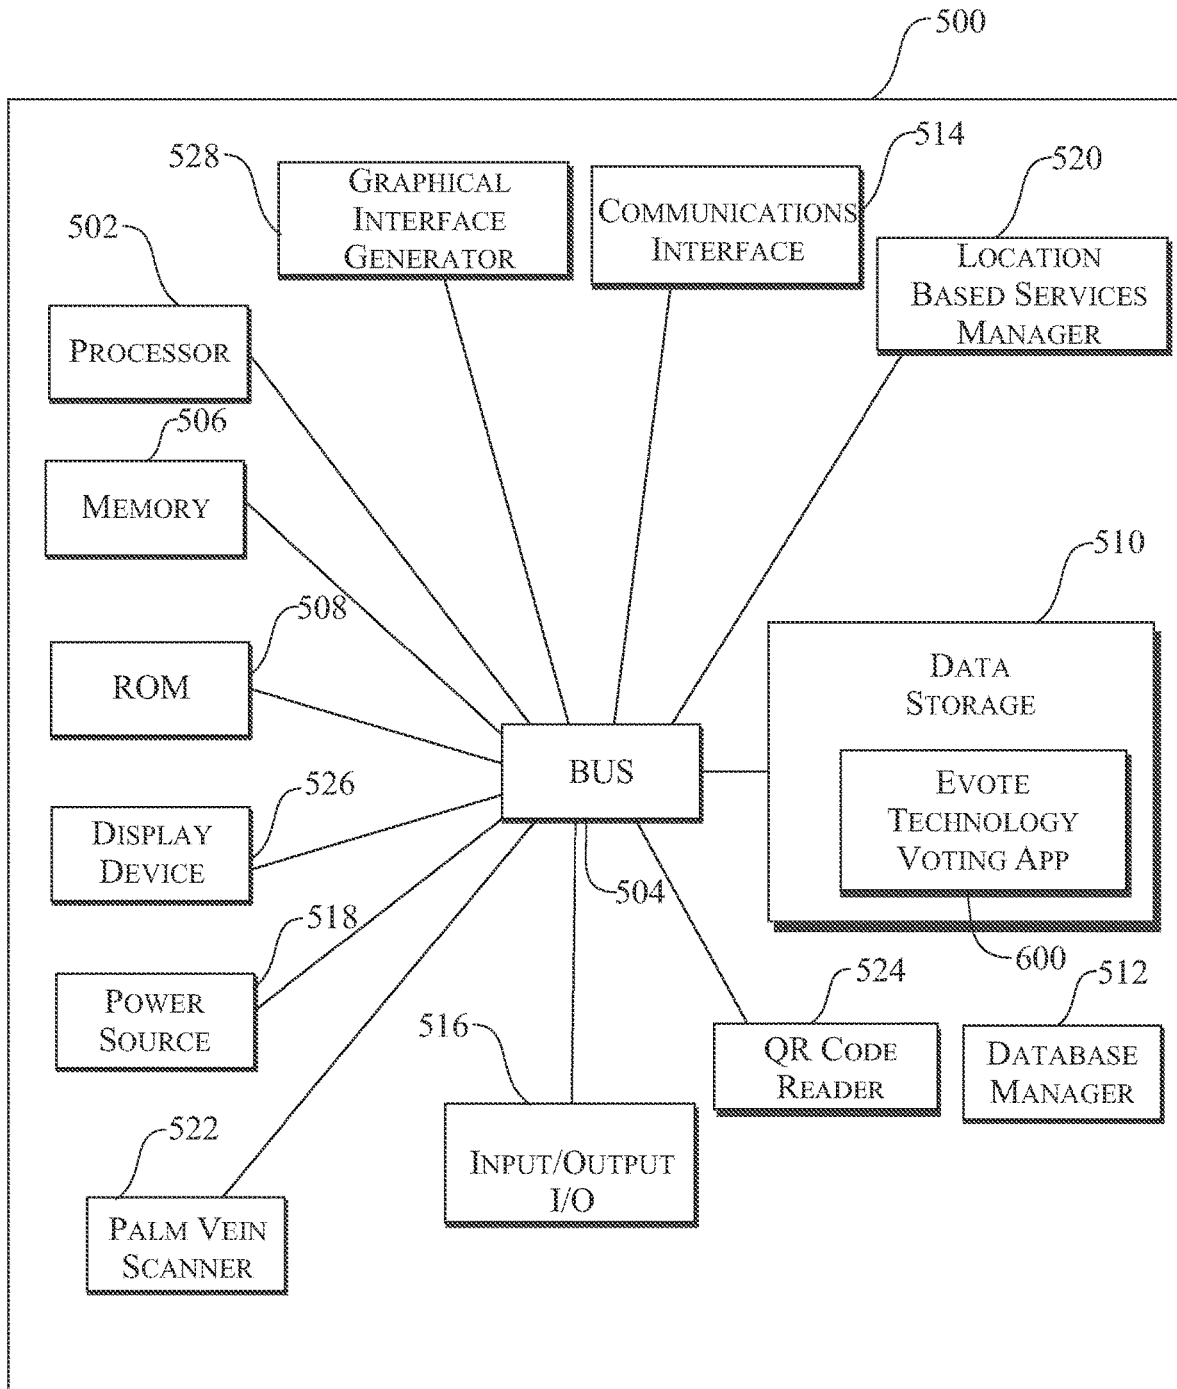 500
528
GRAPHICAL
INTERFACE
GENERATOR
514
COMMUNICATIONS
INTERFACE
520
LOCATION
BASED SERVICES
MANAGER
502
PROCESSOR
506
MEMORY
508
ROM
510
DATA
STORAGE
EVOTE
TECHNOLOGY
VOTING APP
600
BUS
504
526
DISPLAY
DEVICE
518
POWER
SOURCE
516
INPUT/OUTPUT
I/O
524
QR CODE
READER
512
DATABASE
MANAGER
522
PALM VEIN
SCANNER